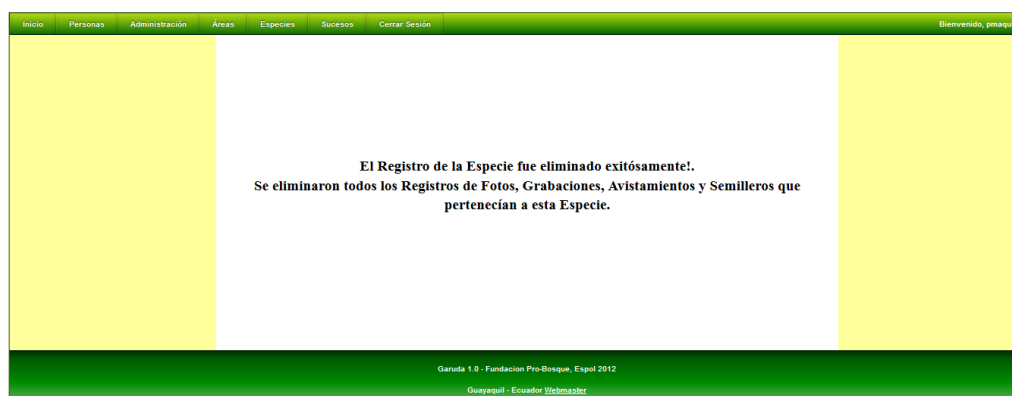 Inicio Personas Administración Áreas Especies Sucesos Cerrar Sesión Bienvenido, pmaqu
El Registro de la Especie fue eliminado exitósamente!.
Se eliminaron todos los Registros de Fotos, Grabaciones, Avistamientos y Semilleros que
pertenecían a esta Especie.
Garuda 1.0 - Fundacion Pro-Bosque, Espol 2012
Guayaquil - Ecuador Webmaster